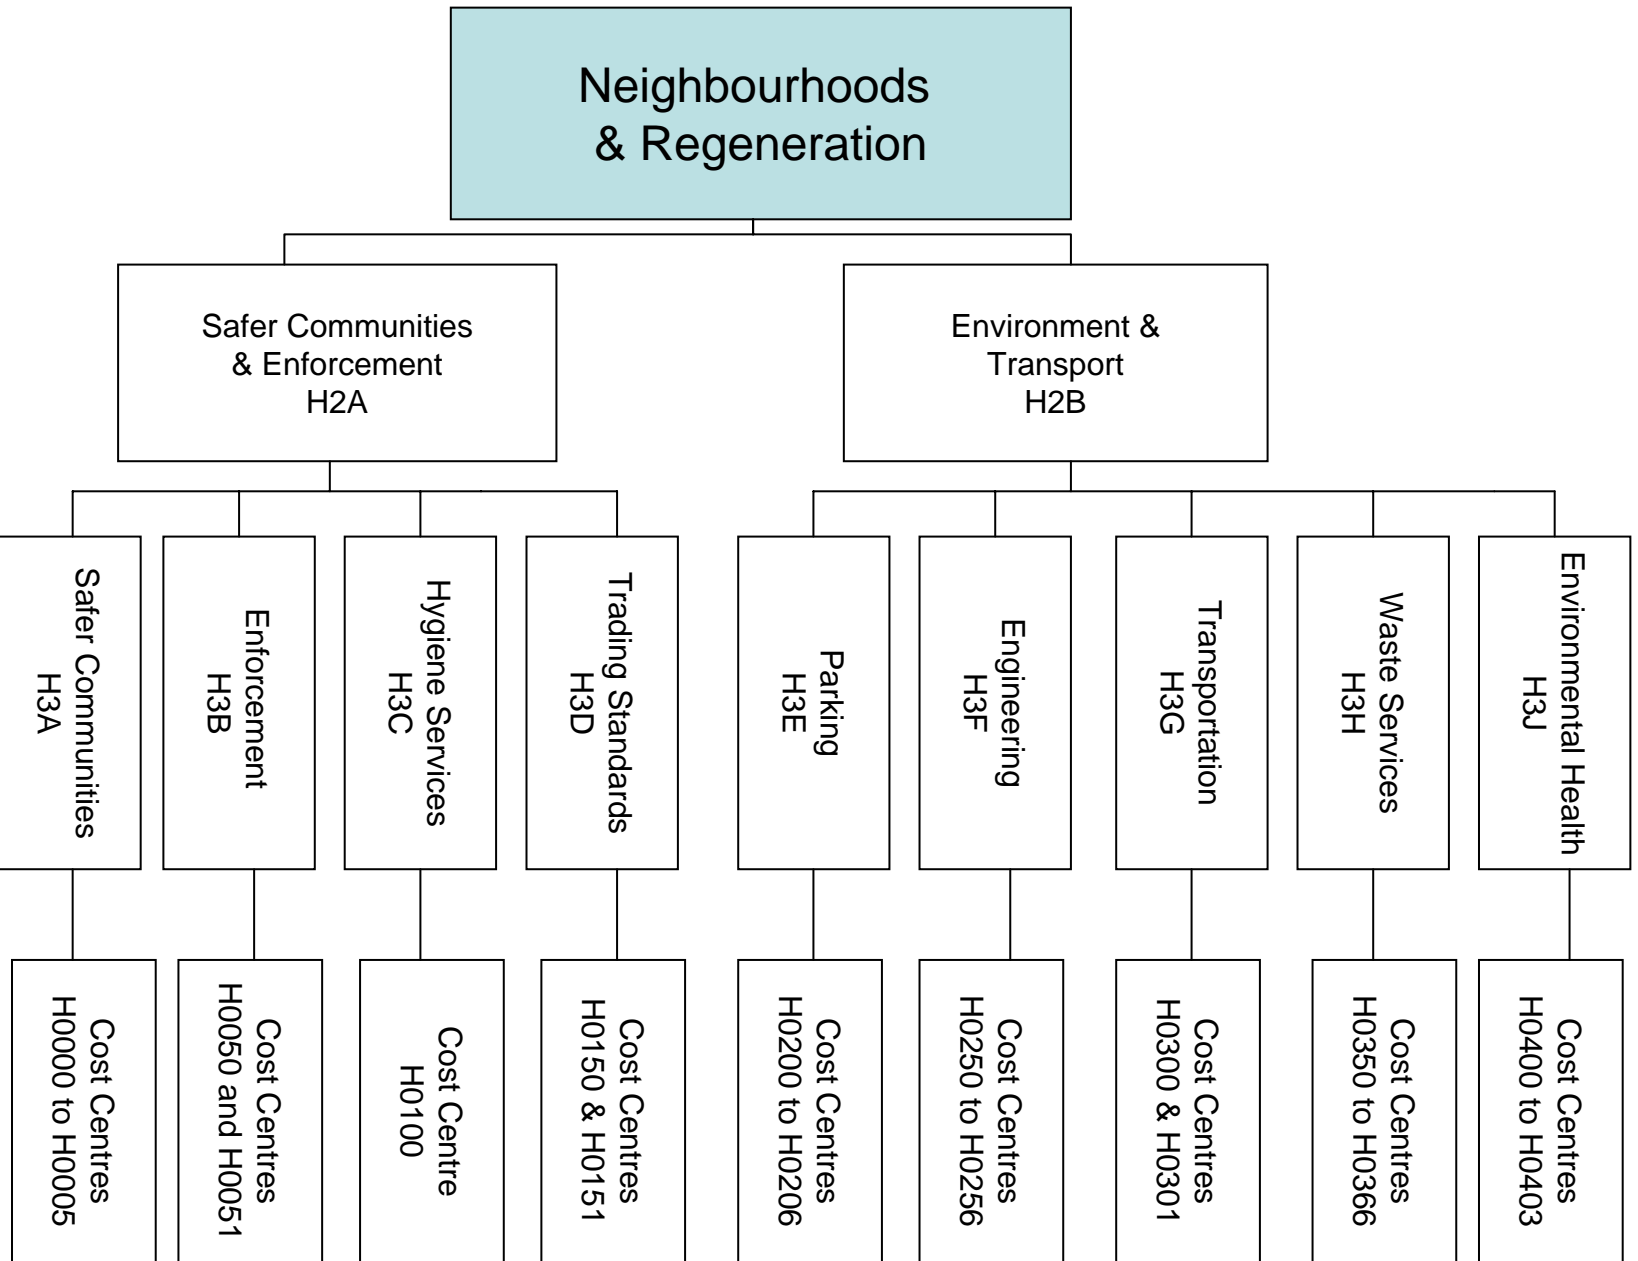 Neighbourhoods
& Regeneration
Safer Communities
& Enforcement
H2A
Environment &
Transport
H2B
Safer Communities
H3A
Enforcement
H3B
Hygiene Services
H3C
Trading Standards
H3D
Parking
H3E
Engineering
H3F
Transportation
H3G
Waste Services
H3H
Environmental Health
H3J
Cost Centres
H0000 to H0005
Cost Centres
H0050 and H0051
Cost Centre
H0100
Cost Centres
H0150 & H0151
Cost Centres
H0200 to H0206
Cost Centres
H0250 to H0256
Cost Centres
H0300 & H0301
Cost Centres
H0350 to H0366
Cost Centres
H0400 to H0403